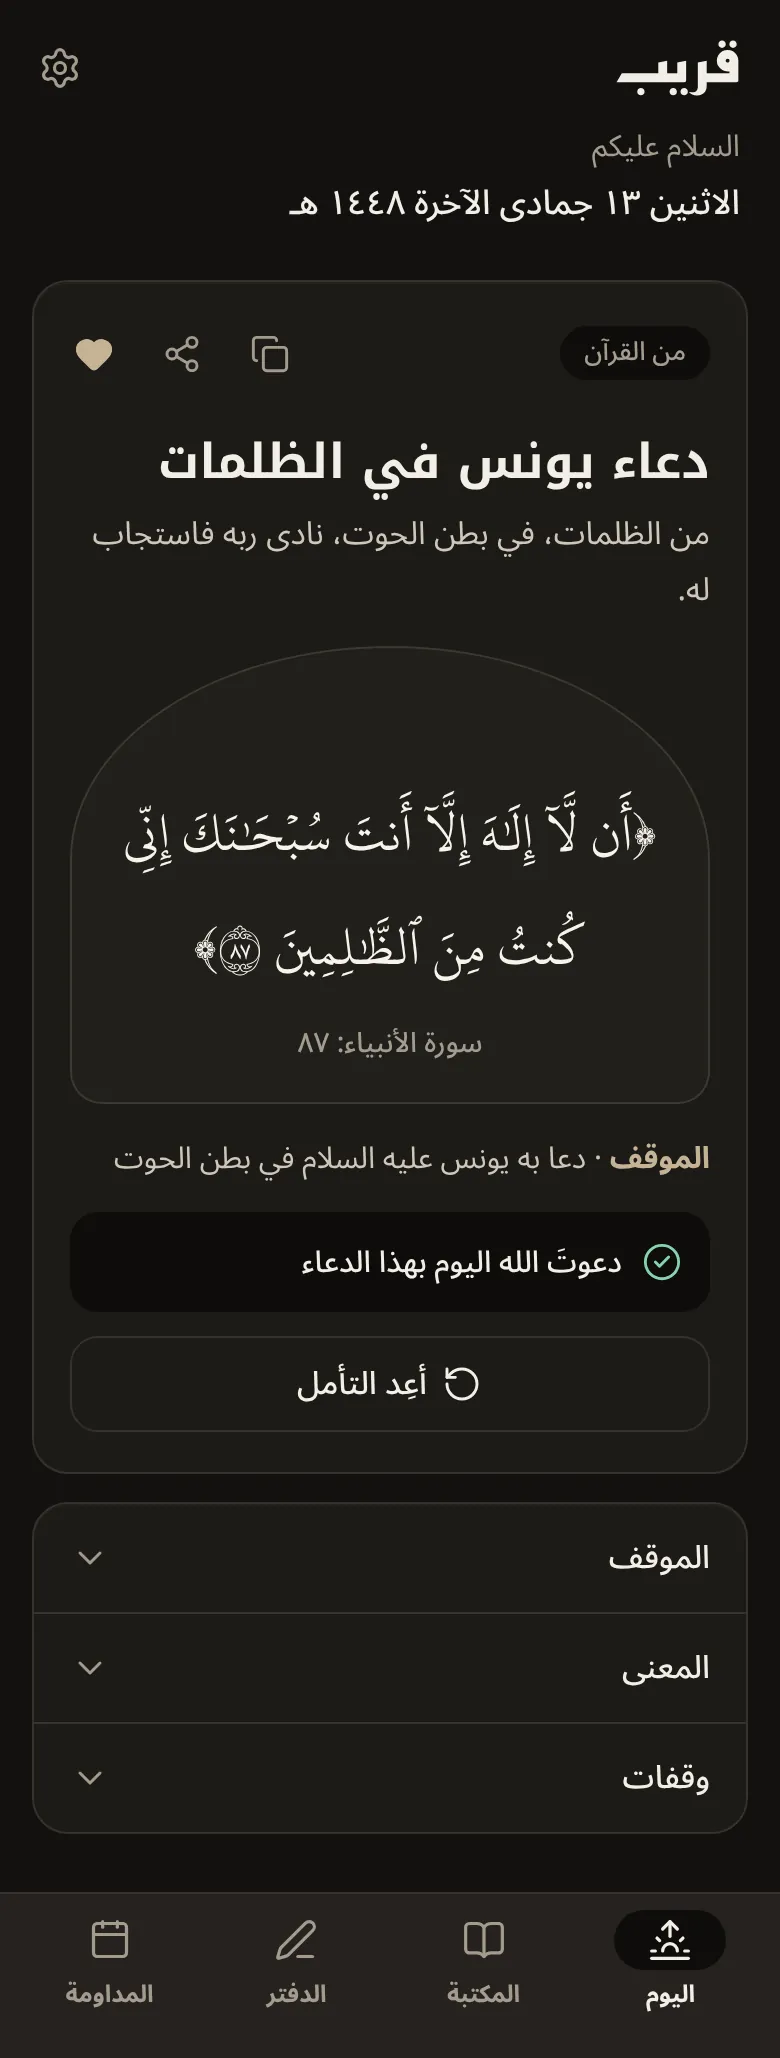 قريب
السلام عليكم
الاثنين ١٣ جمادى الآخرة ١٤٤٨ هـ
من القرآن
دعاء يونس في الظلمات
من الظلمات، في بطن الحوت، نادى ربه فاستجاب
له.
﴿أَن لَّآ إِلَـٰهَ إِلَّآ أَنتَ سُبْحَـٰنَكَ إِنِّى
كُنتُ مِنَ ٱلظَّـٰلِمِينَ ٨٧﴾
سورة الأنبياء: ٨٧
الموقف · دعا به يونس عليه السلام في بطن الحوت
دعوتَ الله اليوم بهذا الدعاء
أعِد التأمل
الموقف
المعنى
وقفات
اليوم
المكتبة
الدفتر
المداومة